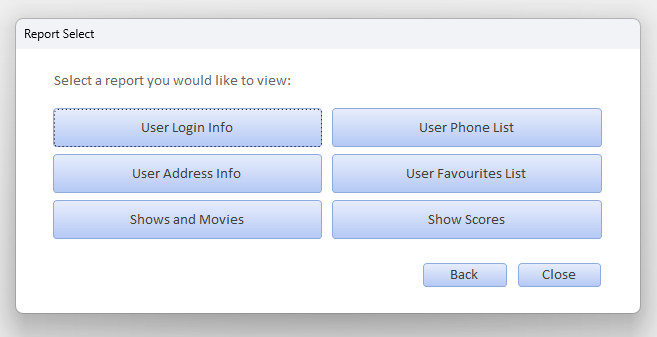 Report Select
Select a report you would like to view:
User Login Info
User Phone List
User Address Info
User Favourites List
Shows and Movies
Show Scores
Back
Close